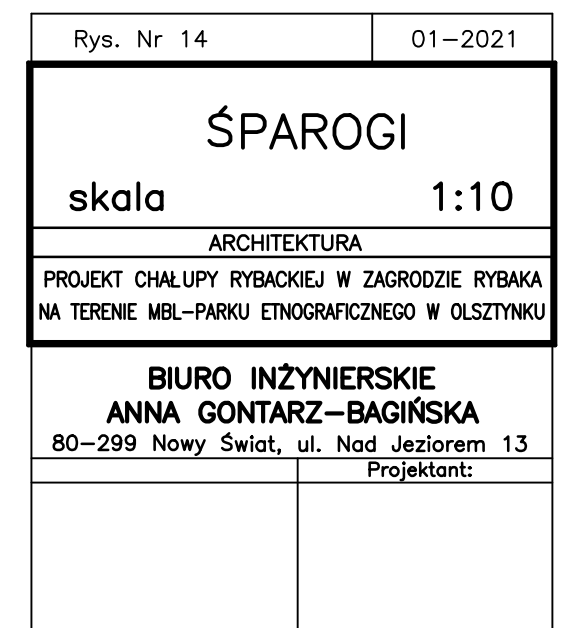 Rys. Nr 14 01-2021
ŚPAROGI
skala 1:10
ARCHITEKTURA
PROJEKT CHAŁUPY RYBACKIEJ W ZAGRODZIE RYBAKA
NA TERENIE MBL-PARKU ETNOGRAFICZNEGO W OLSZTYNKU
BIURO INŻYNIERSKIE
ANNA GONTARZ-BAGIŃSKA
80-299 Nowy Świat, ul. Nad Jeziorem 13
Projektant: